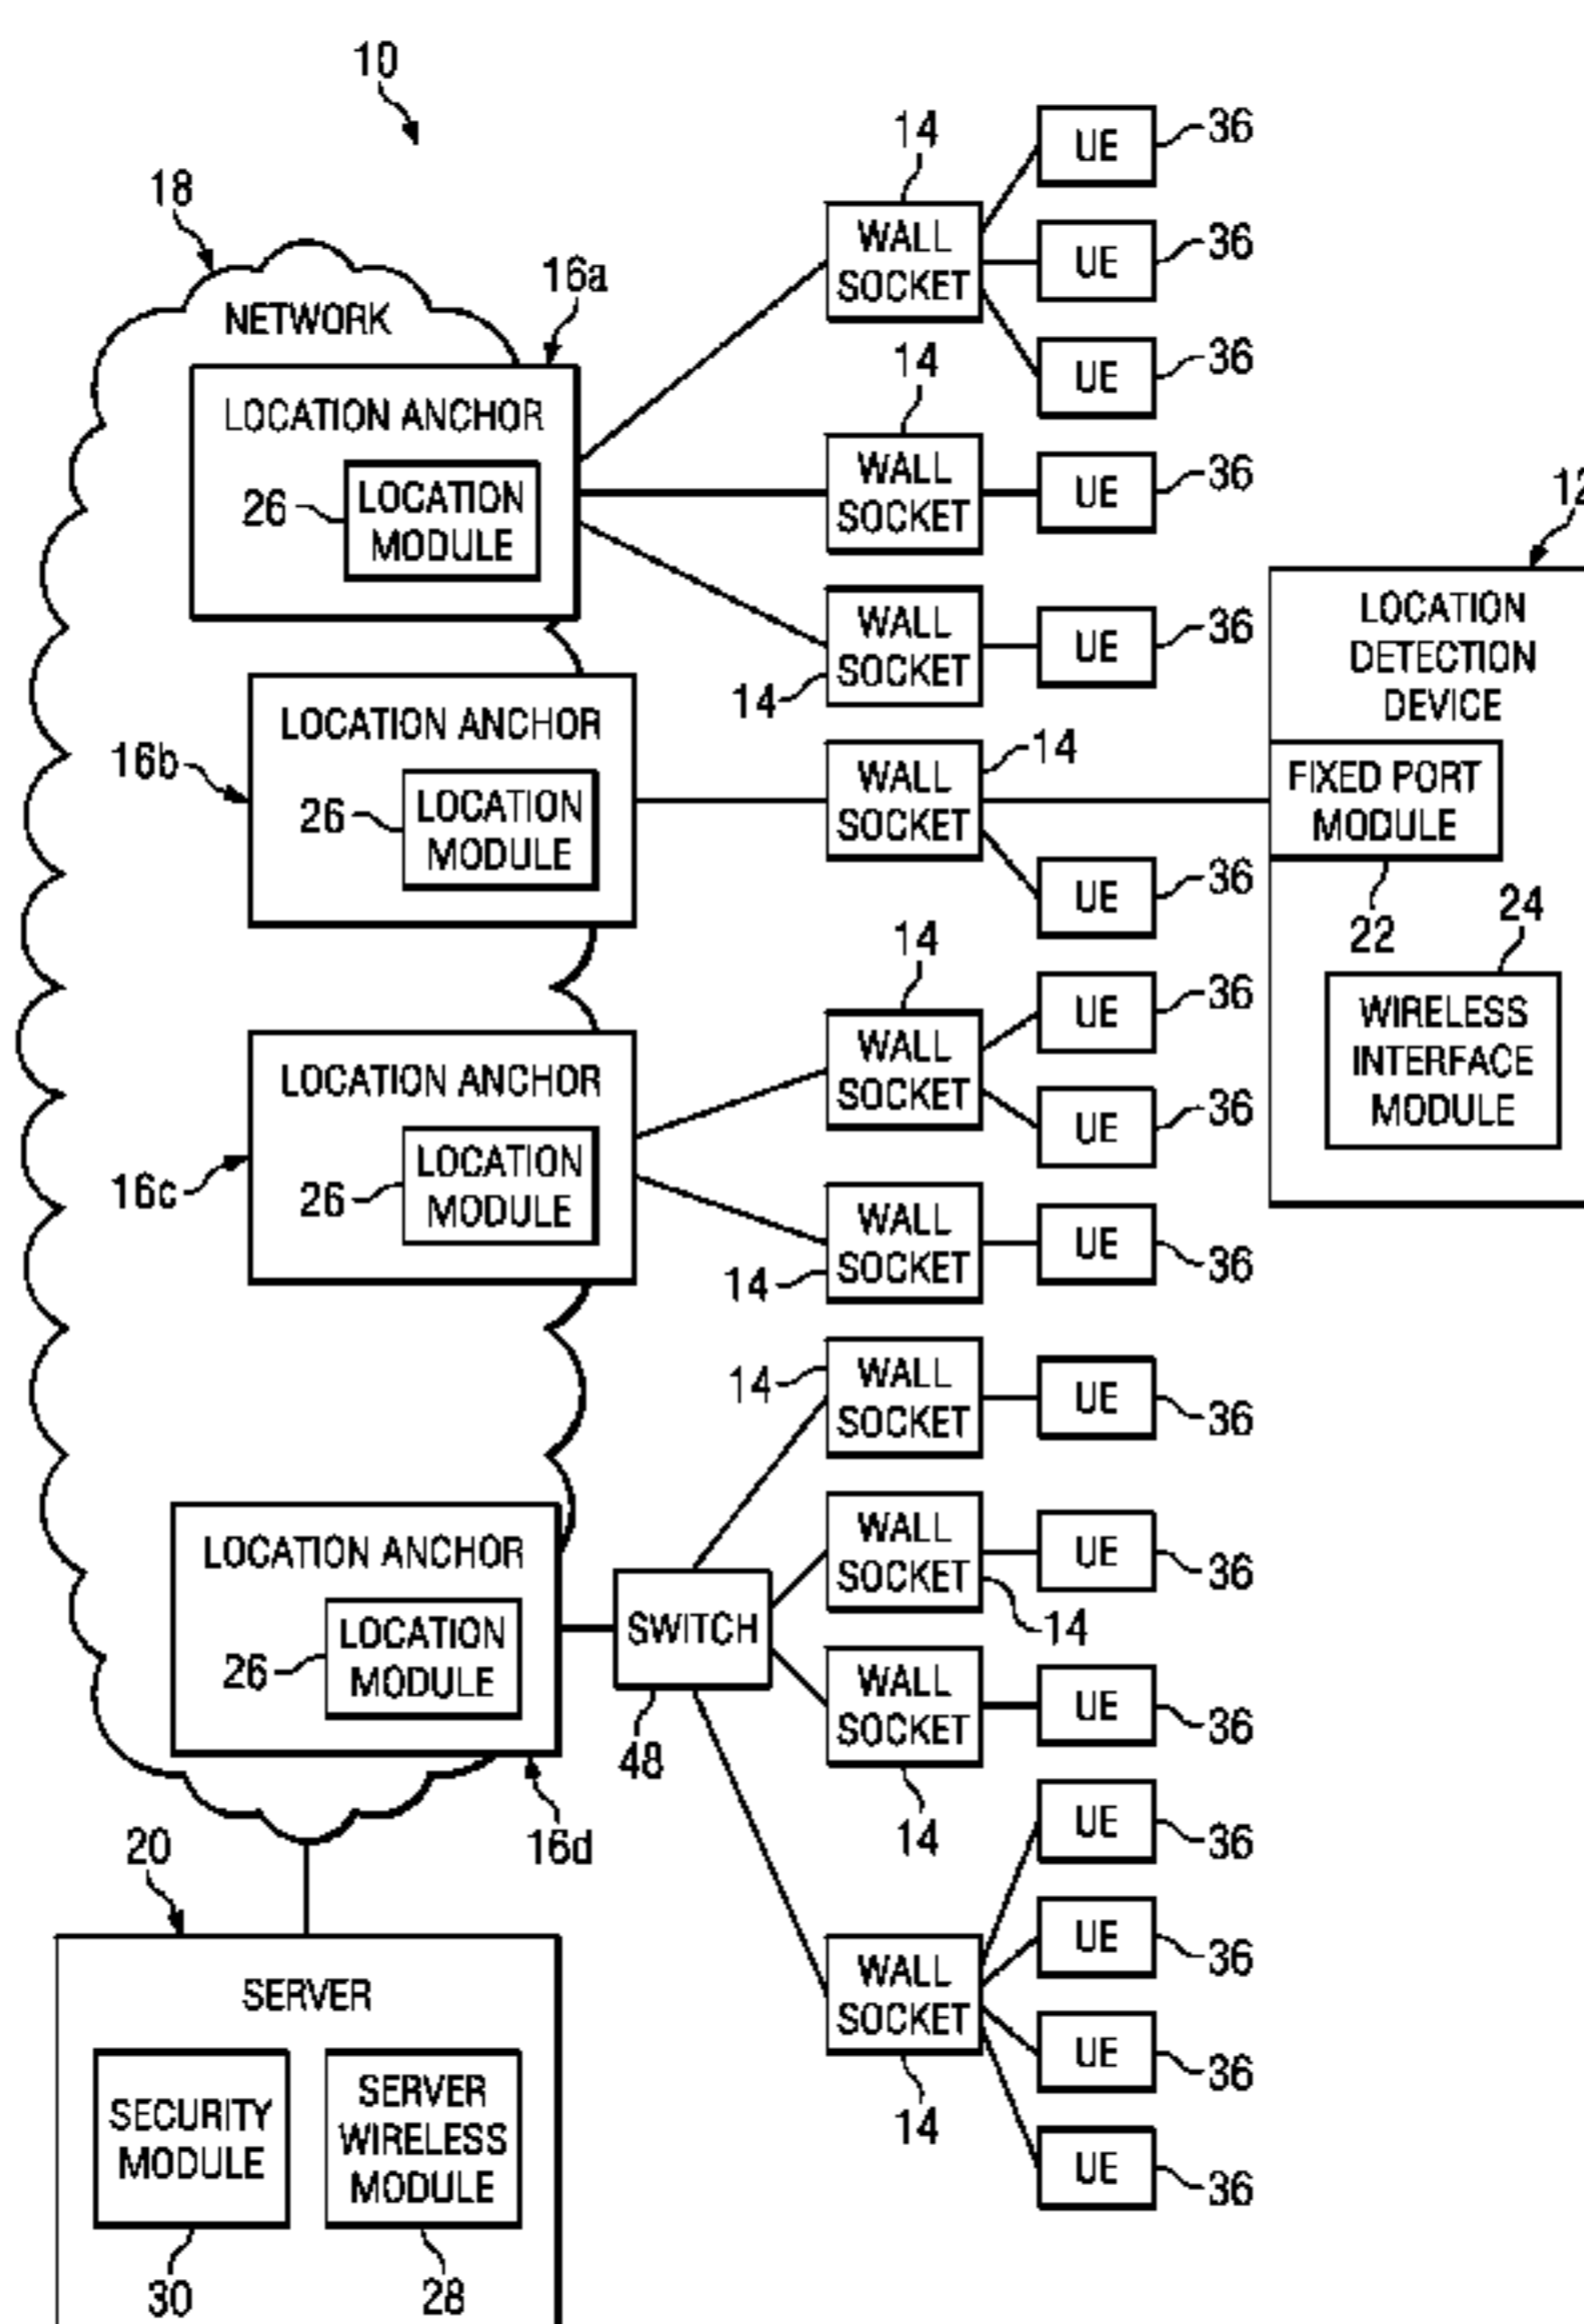 10
18
NETWORK
16a
LOCATION ANCHOR
26
LOCATION
MODULE
16b
LOCATION ANCHOR
26
LOCATION
MODULE
16c
LOCATION ANCHOR
26
LOCATION
MODULE
LOCATION ANCHOR
26
LOCATION
MODULE
16d
SWITCH
48
20
SERVER
SECURITY
MODULE
30
SERVER
WIRELESS
MODULE
28
14
WALL
SOCKET
UE
36
UE
36
UE
36
14
WALL
SOCKET
UE
36
WALL
SOCKET
14
UE
36
WALL
SOCKET
14
UE
36
14
WALL
SOCKET
UE
36
UE
36
WALL
SOCKET
14
UE
36
14
WALL
SOCKET
UE
36
WALL
SOCKET
14
UE
36
WALL
SOCKET
14
UE
36
WALL
SOCKET
14
UE
36
UE
36
UE
36
UE
36
12
LOCATION
DETECTION
DEVICE
FIXED PORT
MODULE
22
24
WIRELESS
INTERFACE
MODULE